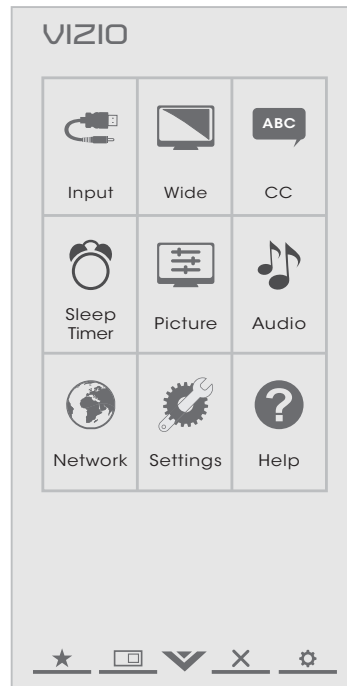 VIZIO
Input
Wide
ABC
CC
Sleep
Timer
Picture
Audio
Network
Settings
?
Help